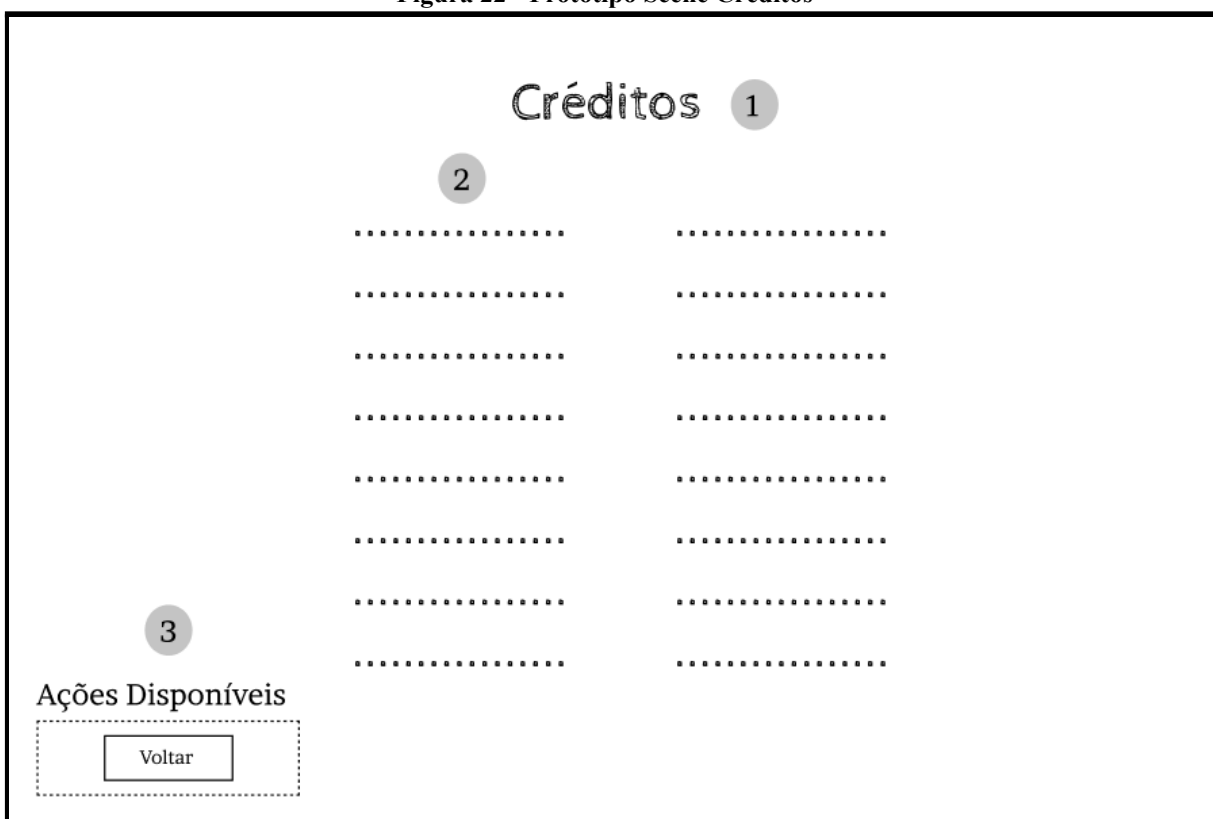 Figura 22 - Protótipo Scene Créditos
Créditos 1
2
3
Ações Disponíveis
Voltar